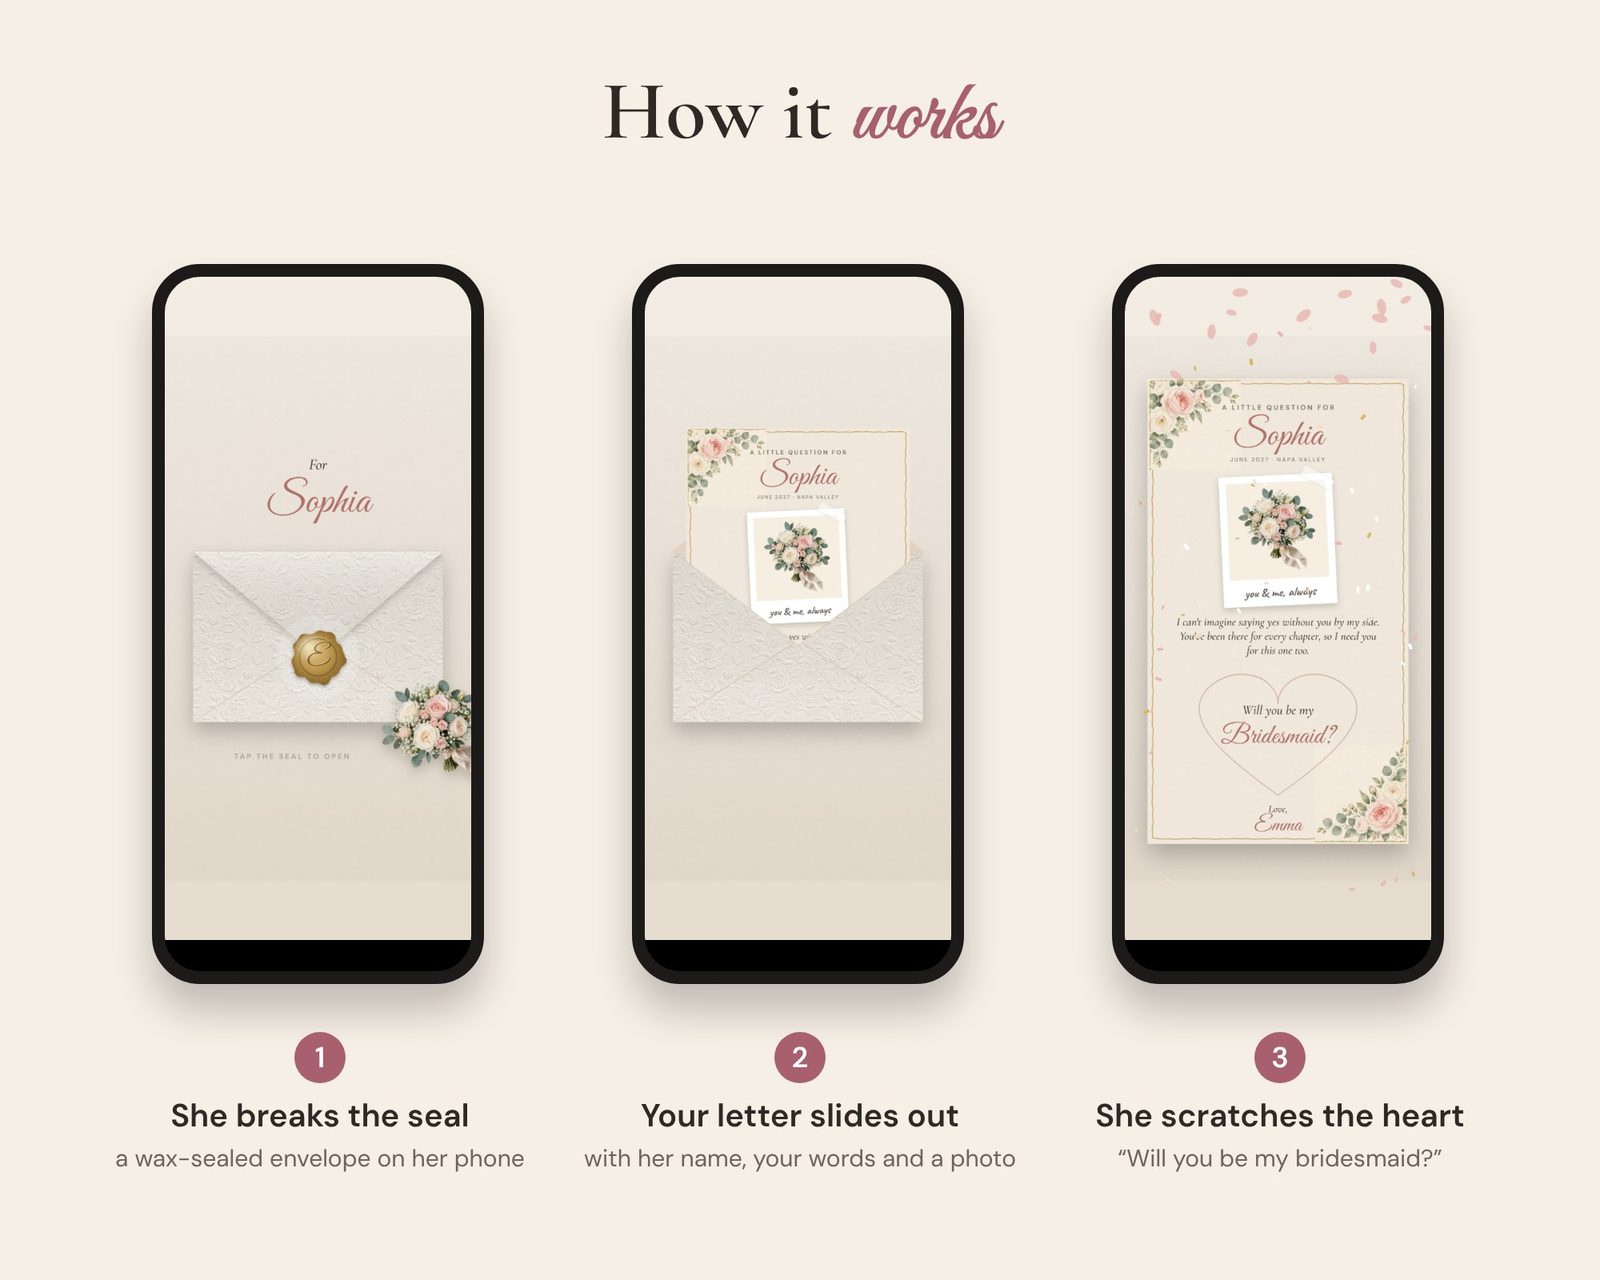 How it works
For
Sophia
E
TAP THE SEAL TO OPEN
1
She breaks the seal
a wax-sealed envelope on her phone
A LITTLE QUESTION FOR
Sophia
JUNE 2027 · NAPA VALLEY
you & me, always
2
Your letter slides out
with her name, your words and a photo
A LITTLE QUESTION FOR
Sophia
JUNE 2027 · NAPA VALLEY
you & me, always
I can't imagine saying yes without you by my side.
You've been there for every chapter, so I need you
for this one too.
Will you be my
Bridesmaid?
Love,
Emma
3
She scratches the heart
“Will you be my bridesmaid?”